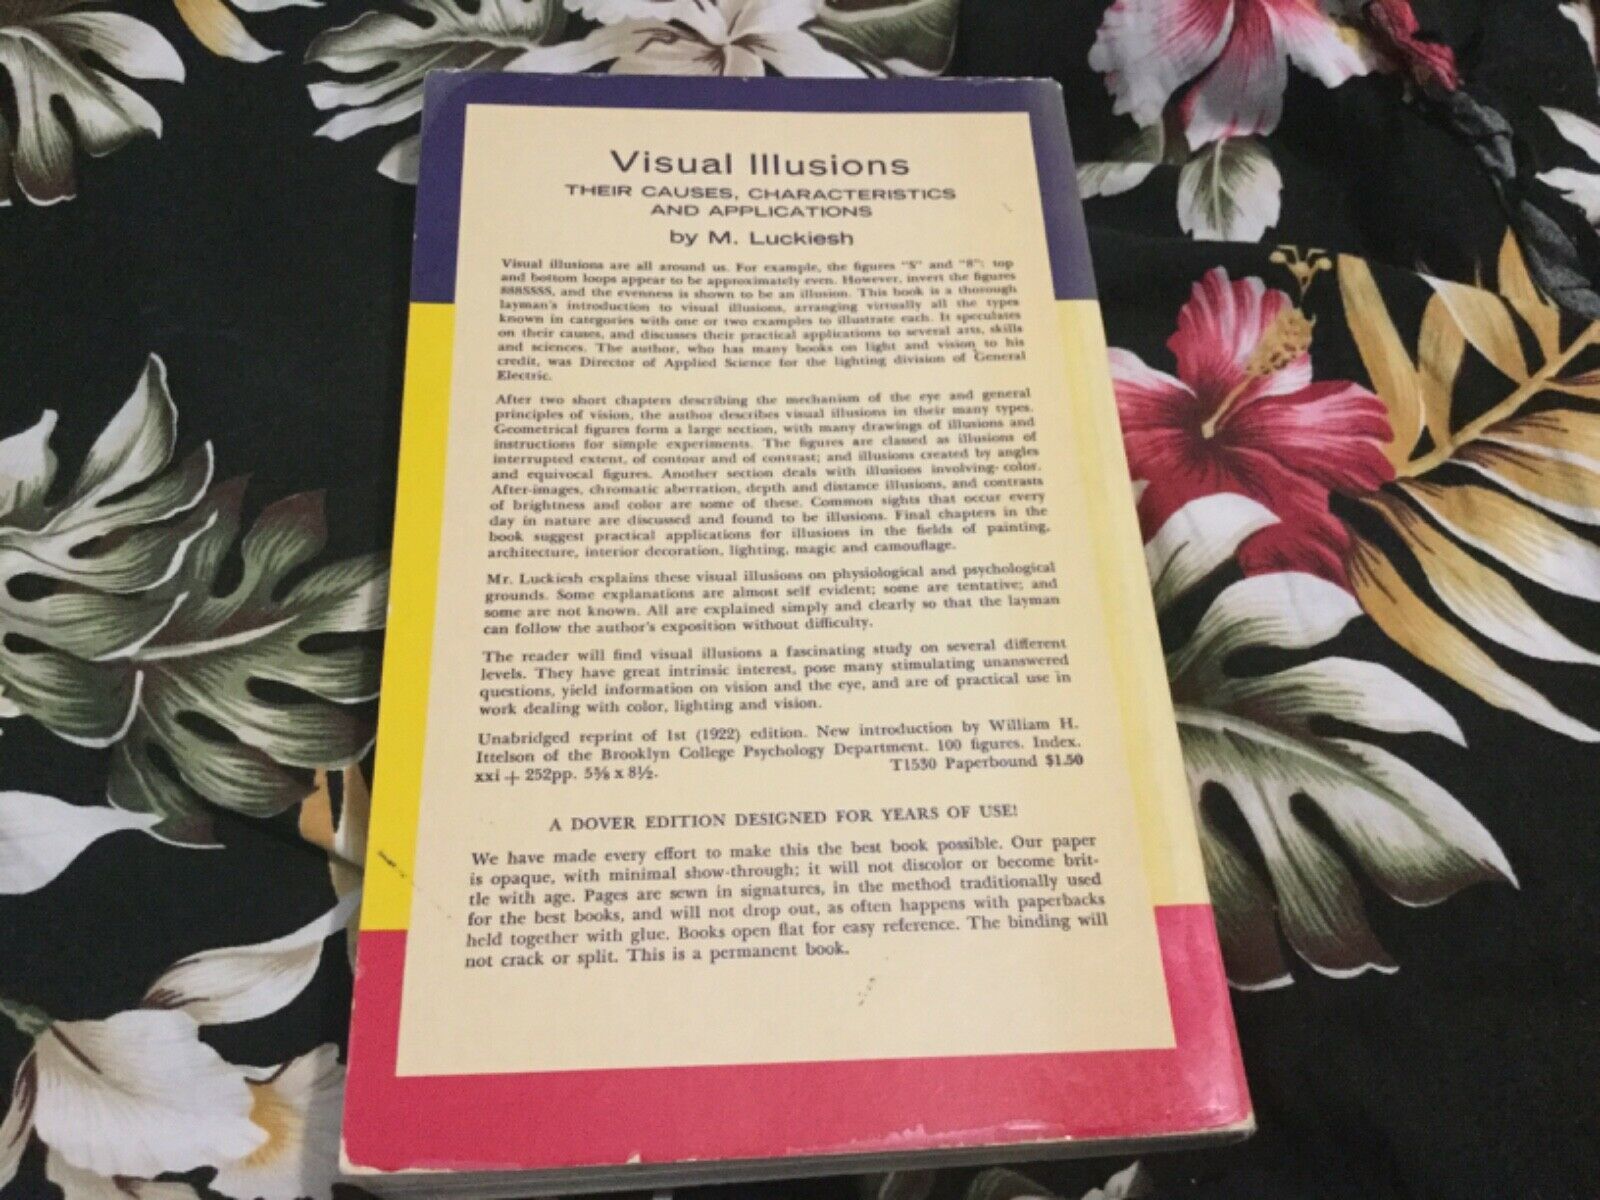 Visual Illusions
THEIR CAUSES, CHARACTERISTICS
AND APPLICATIONS
by M. Luckiesh
Visual illusions are all around us. For example, the figures "S" and "8"; top
and bottom loops appear to be approximately even. However, invert the figures
888SSSS, and the evenness is shown to be an illusion. This book is a thorough
layman's introduction to visual illusions, arranging virtually all the types
known in categories with one or two examples to illustrate each. It speculates
on their causes, and discusses their practical applications to several arts, skills
and sciences. The author, who has many books on light and vision to his
credit, was Director of Applied Science for the lighting division of General
Electric.
After two short chapters describing the mechanism of the eye and general
principles of vision, the author describes visual illusions in their many types.
Geometrical figures form a large section, with many drawings of illusions and
instructions for simple experiments. The figures are classed as illusions of
interrupted extent, of contour and of contrast; and illusions created by angles
and equivocal figures. Another section deals with illusions involving color.
After-images, chromatic aberration, depth and distance illusions, and contrasts
of brightness and color are some of these. Common sights that occur every
day in nature are discussed and found to be illusions. Final chapters in the
book suggest practical applications for illusions in the fields of painting,
architecture, interior decoration, lighting, magic and camouflage.
Mr. Luckiesh explains these visual illusions on physiological and psychological
grounds. Some explanations are almost self evident; some are tentative; and
some are not known. All are explained simply and clearly so that the layman
can follow the author's exposition without difficulty.
The reader will find visual illusions a fascinating study on several different
levels. They have great intrinsic interest, pose many stimulating unanswered
questions, yield information on vision and the eye, and are of practical use in
work dealing with color, lighting and vision.
Unabridged reprint of 1st (1922) edition. New introduction by William H.
Ittelson of the Brooklyn College Psychology Department. 100 figures. Index.
xxi + 252pp. 5⅜ x 8½. T1530 Paperbound $1.50
A DOVER EDITION DESIGNED FOR YEARS OF USE!
We have made every effort to make this the best book possible. Our paper
is opaque, with minimal show-through; it will not discolor or become brit-
tle with age. Pages are sewn in signatures, in the method traditionally used
for the best books, and will not drop out, as often happens with paperbacks
held together with glue. Books open flat for easy reference. The binding will
not crack or split. This is a permanent book.